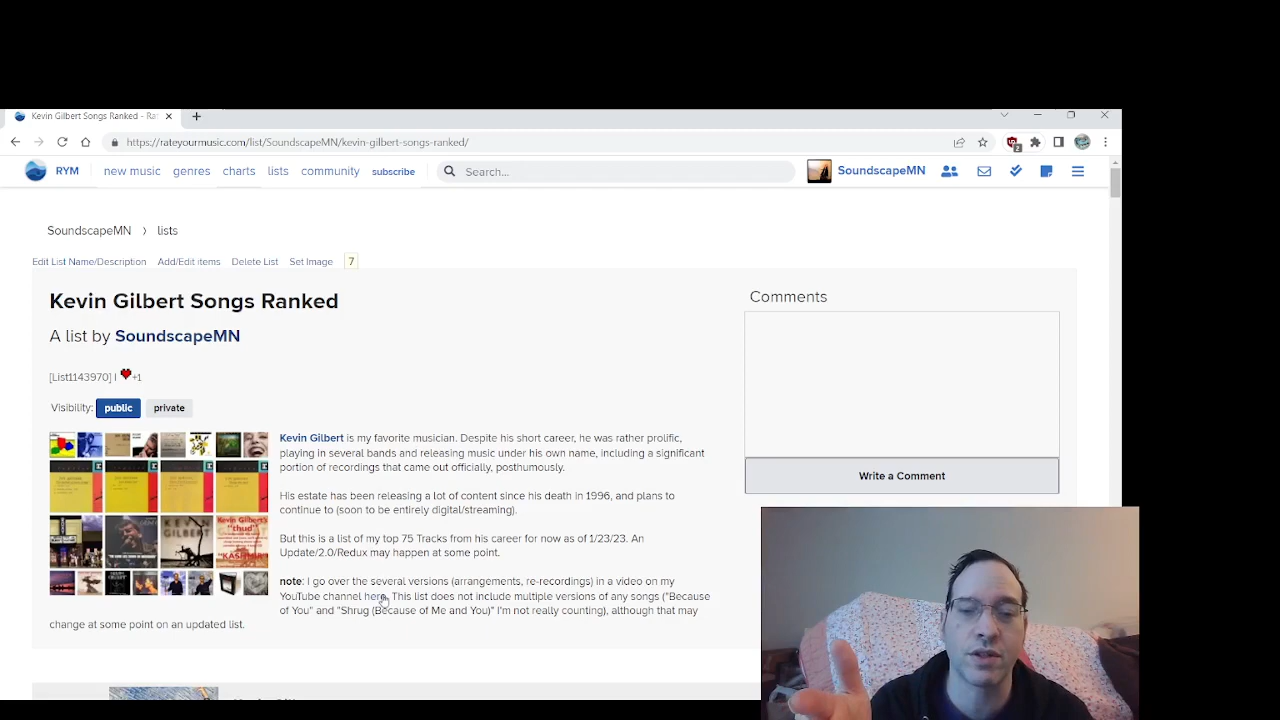 Kevin Gilbert Songs Ranked - Ra
https://rateyourmusic.com/list/SoundscapeMN/kevin-gilbert-songs-ranked/
2
RYM new music genres charts lists community subscribe Search... SoundscapeMN
SoundscapeMN › lists
Edit List Name/Description Add/Edit items Delete List Set Image 7
Kevin Gilbert Songs Ranked
A list by SoundscapeMN
[List1143970] | +1
Visibility: public private
Kevin Gilbert is my favorite musician. Despite his short career, he was rather prolific,
playing in several bands and releasing music under his own name, including a significant
portion of recordings that came out officially, posthumously.
His estate has been releasing a lot of content since his death in 1996, and plans to
continue to (soon to be entirely digital/streaming).
But this is a list of my top 75 Tracks from his career for now as of 1/23/23. An
Update/2.0/Redux may happen at some point.
note: I go over the several versions (arrangements, re-recordings) in a video on my
YouTube channel here. This list does not include multiple versions of any songs ("Because
of You" and "Shrug (Because of Me and You)" I'm not really counting), although that may
change at some point on an updated list.
KEVIN
GILBERT
Kevin Gilbert's
"thud"
KASHMIR
Comments
Write a Comment